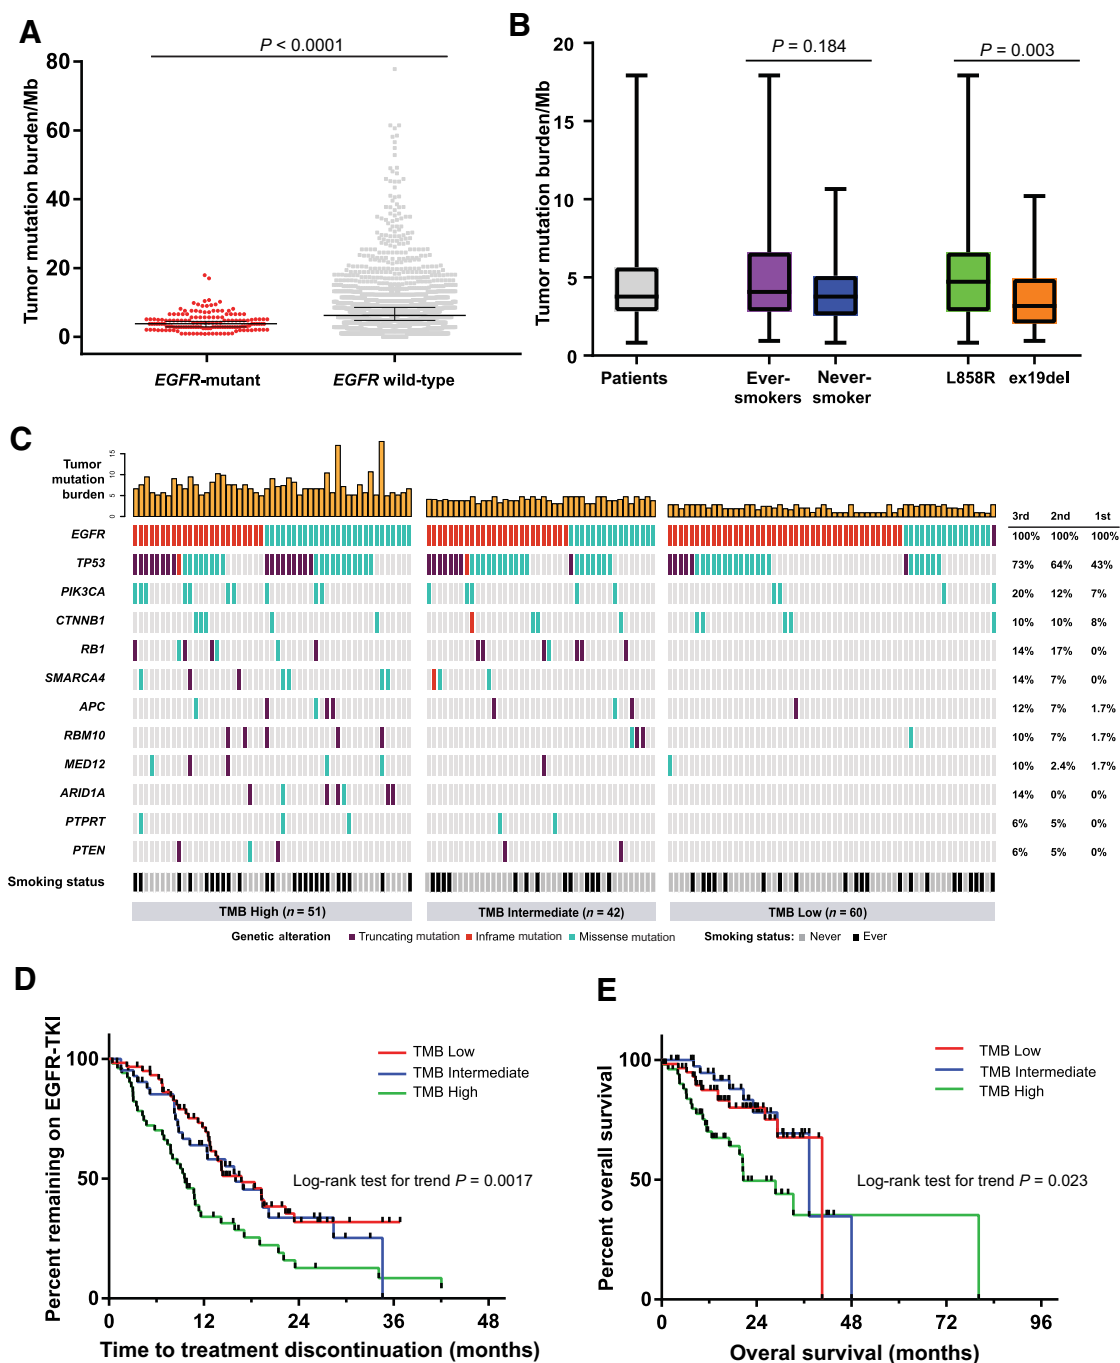 A
P < 0.0001
Tumor mutation burden/Mb
80
60
40
20
0
EGFR-mutant
EGFR wild-type
B
P = 0.184
P = 0.003
Tumor mutation burden/Mb
20
15
10
5
0
Patients
Ever-
smokers
Never-
smoker
L858R
ex19del
C
Tumor
mutation
burden
15
10
5
0
3rd 2nd 1st
EGFR 100% 100% 100%
TP53 73% 64% 43%
PIK3CA 20% 12% 7%
CTNNB1 10% 10% 8%
RB1 14% 17% 0%
SMARCA4 14% 7% 0%
APC 12% 7% 1.7%
RBM10 10% 7% 1.7%
MED12 10% 2.4% 1.7%
ARID1A 14% 0% 0%
PTPRT 6% 5% 0%
PTEN 6% 5% 0%
Smoking status
TMB High (n = 51)
TMB Intermediate (n = 42)
TMB Low (n = 60)
Genetic alteration Truncating mutation Inframe mutation Missense mutation Smoking status: Never Ever
D
Percent remaining on EGFR-TKI
100
50
0
TMB Low
TMB Intermediate
TMB High
Log-rank test for trend P = 0.0017
0 12 24 36 48
Time to treatment discontinuation (months)
E
Percent overall survival
100
50
0
TMB Low
TMB Intermediate
TMB High
Log-rank test for trend P = 0.023
0 24 48 72 96
Overal survival (months)